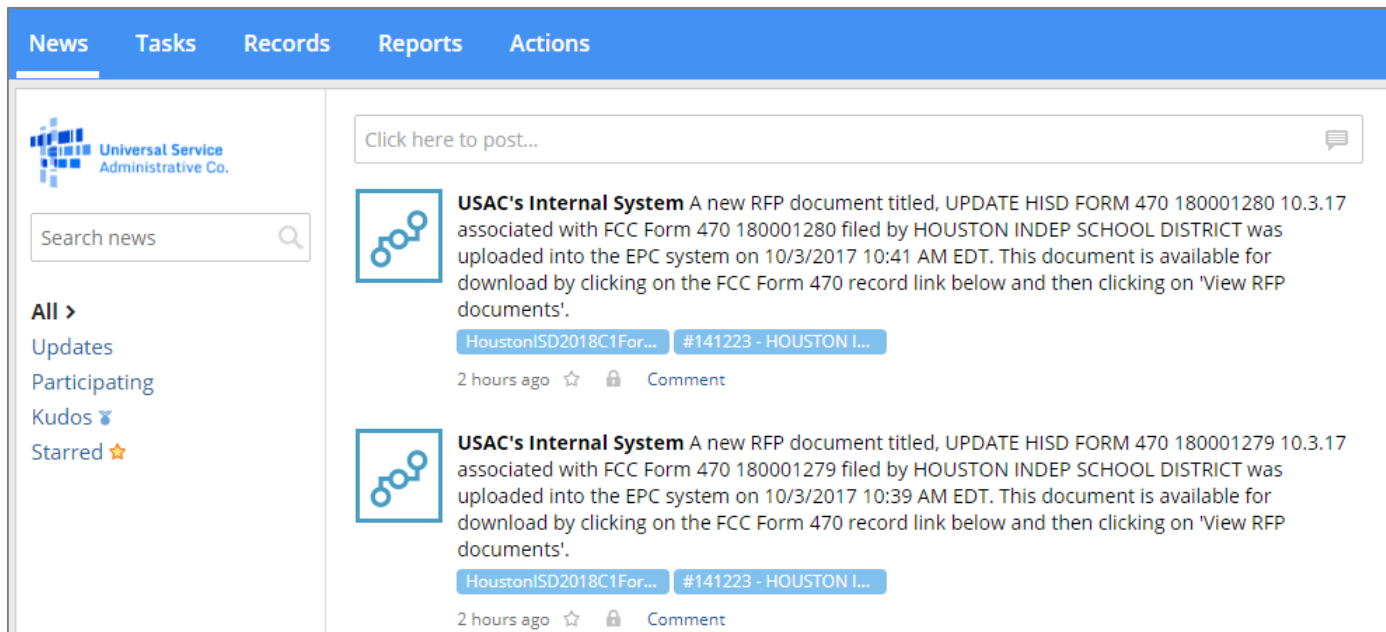 News Tasks Records Reports Actions
Universal Service
Administrative Co.
Search news
All >
Updates
Participating
Kudos
Starred
Click here to post...
USAC's Internal System A new RFP document titled, UPDATE HISD FORM 470 180001280 10.3.17
associated with FCC Form 470 180001280 filed by HOUSTON INDEP SCHOOL DISTRICT was
uploaded into the EPC system on 10/3/2017 10:41 AM EDT. This document is available for
download by clicking on the FCC Form 470 record link below and then clicking on 'View RFP
documents'.
HoustonISD2018C1For... #141223 - HOUSTON I...
2 hours ago Comment
USAC's Internal System A new RFP document titled, UPDATE HISD FORM 470 180001279 10.3.17
associated with FCC Form 470 180001279 filed by HOUSTON INDEP SCHOOL DISTRICT was
uploaded into the EPC system on 10/3/2017 10:39 AM EDT. This document is available for
download by clicking on the FCC Form 470 record link below and then clicking on 'View RFP
documents'.
HoustonISD2018C1For... #141223 - HOUSTON I...
2 hours ago Comment